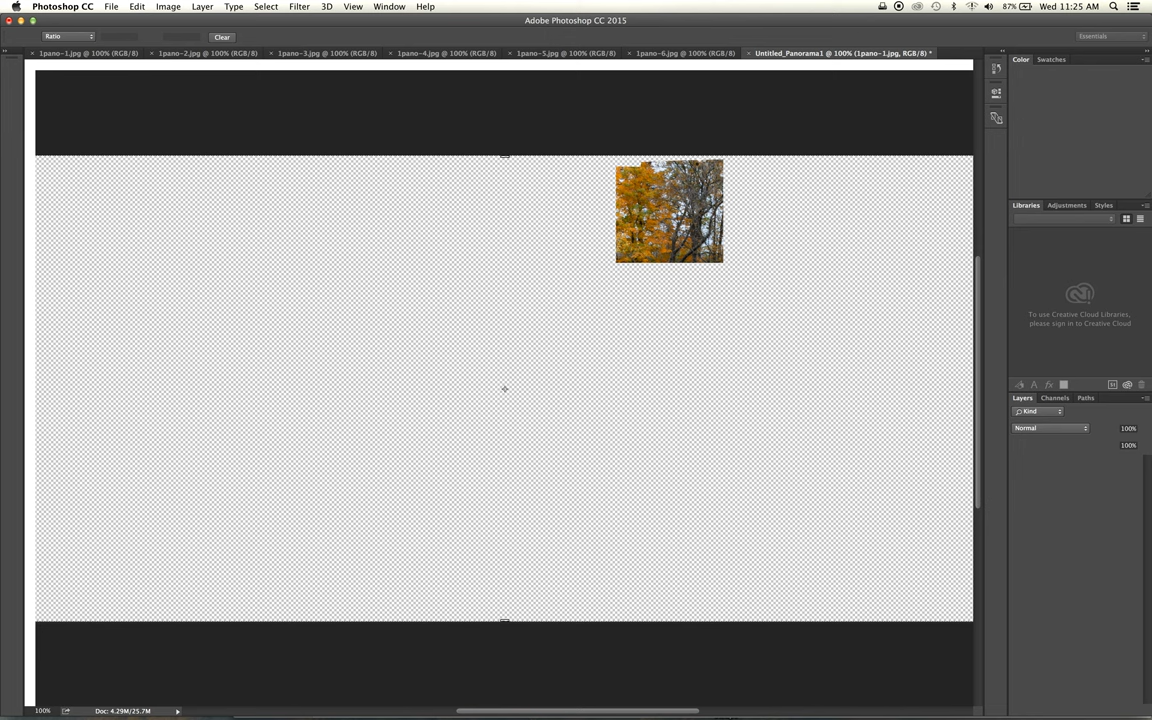 Photoshop CC File Edit Image Layer Type Select Filter 3D View Window Help 87% Wed 11:25 AM
Adobe Photoshop CC 2015
Ratio Clear Essentials
1pano-1.jpg @ 100% (RGB/8) 1pano-2.jpg @ 100% (RGB/8) 1pano-3.jpg @ 100% (RGB/8) 1pano-4.jpg @ 100% (RGB/8) 1pano-5.jpg @ 100% (RGB/8) 1pano-6.jpg @ 100% (RGB/8) Untitled_Panorama1 @ 100% (1pano-1.jpg, RGB/8) *
Color Swatches
Libraries Adjustments Styles
To use Creative Cloud Libraries,
please sign in to Creative Cloud
Layers Channels Paths
Kind
Normal 100%
100%
100% Doc: 4.29M/25.7M